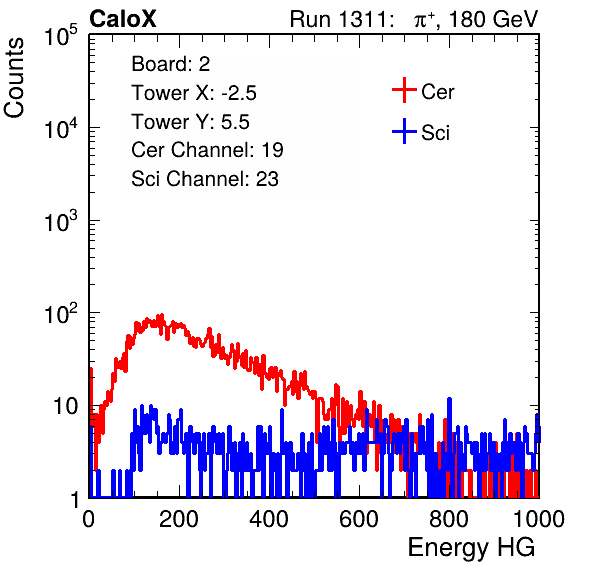 CaloX Run 1311: π⁺, 180 GeV
Counts
10⁵
10⁴
10³
10²
10
1
Board: 2
Tower X: -2.5
Tower Y: 5.5
Cer Channel: 19
Sci Channel: 23
Cer
Sci
0 200 400 600 800 1000
Energy HG